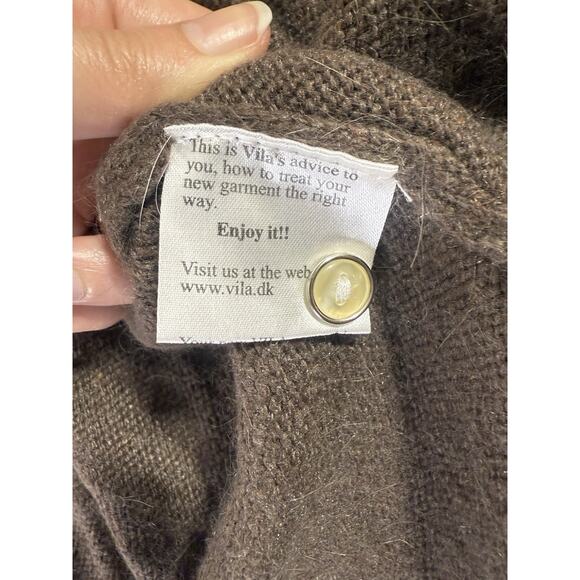 This is Vila's advice to
you, how to treat your
new garment the right
way.
Enjoy it!!
Visit us at the web
www.vila.dk